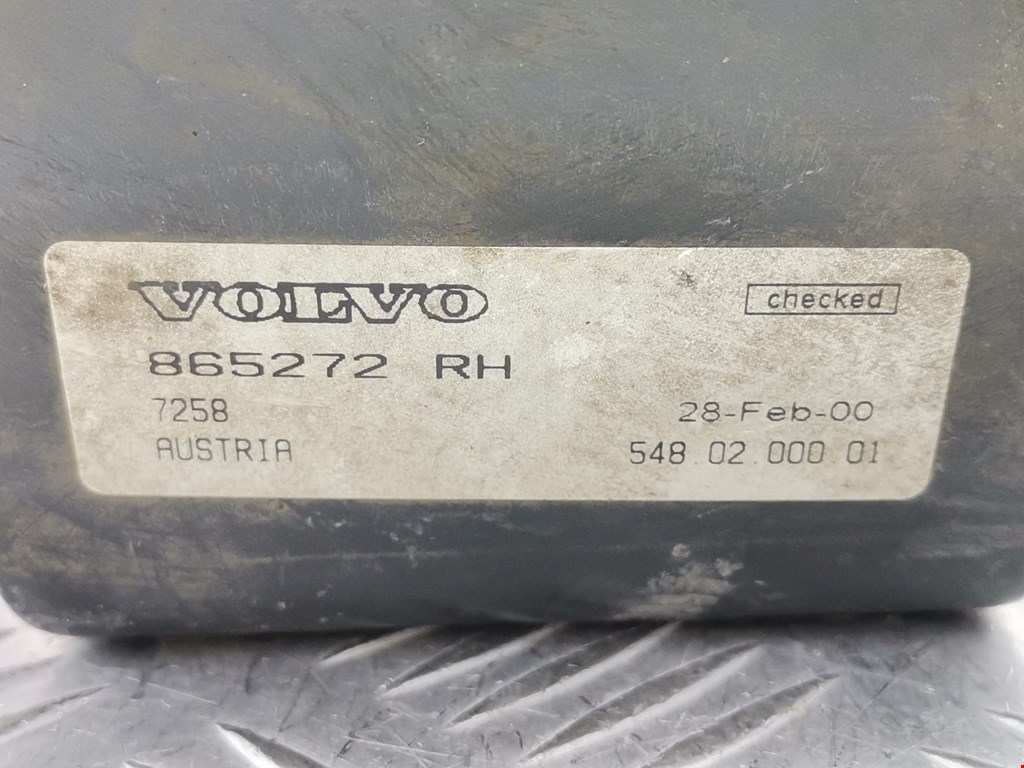 VOLVO
checked
865272 RH
7258
28-Feb-00
AUSTRIA
548 02 000 01